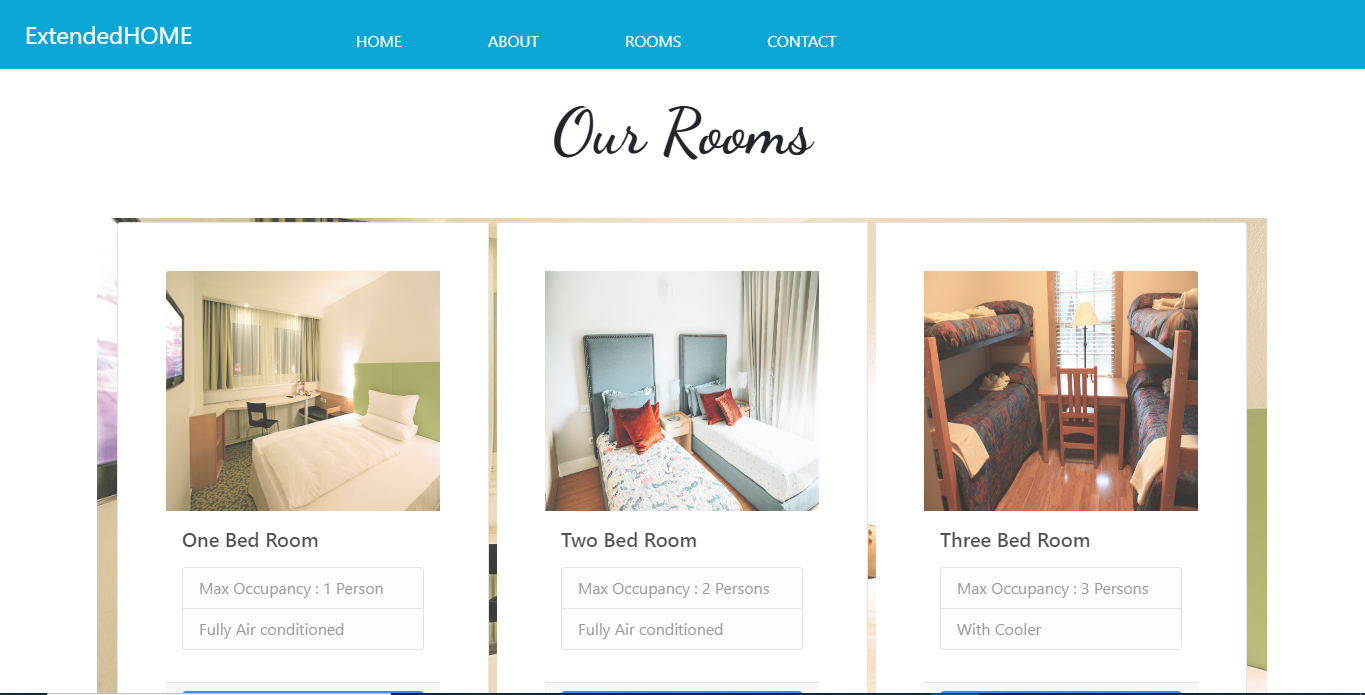 ExtendedHOME
HOME ABOUT ROOMS CONTACT
Our Rooms
One Bed Room
Max Occupancy : 1 Person
Fully Air conditioned
Two Bed Room
Max Occupancy : 2 Persons
Fully Air conditioned
Three Bed Room
Max Occupancy : 3 Persons
With Cooler